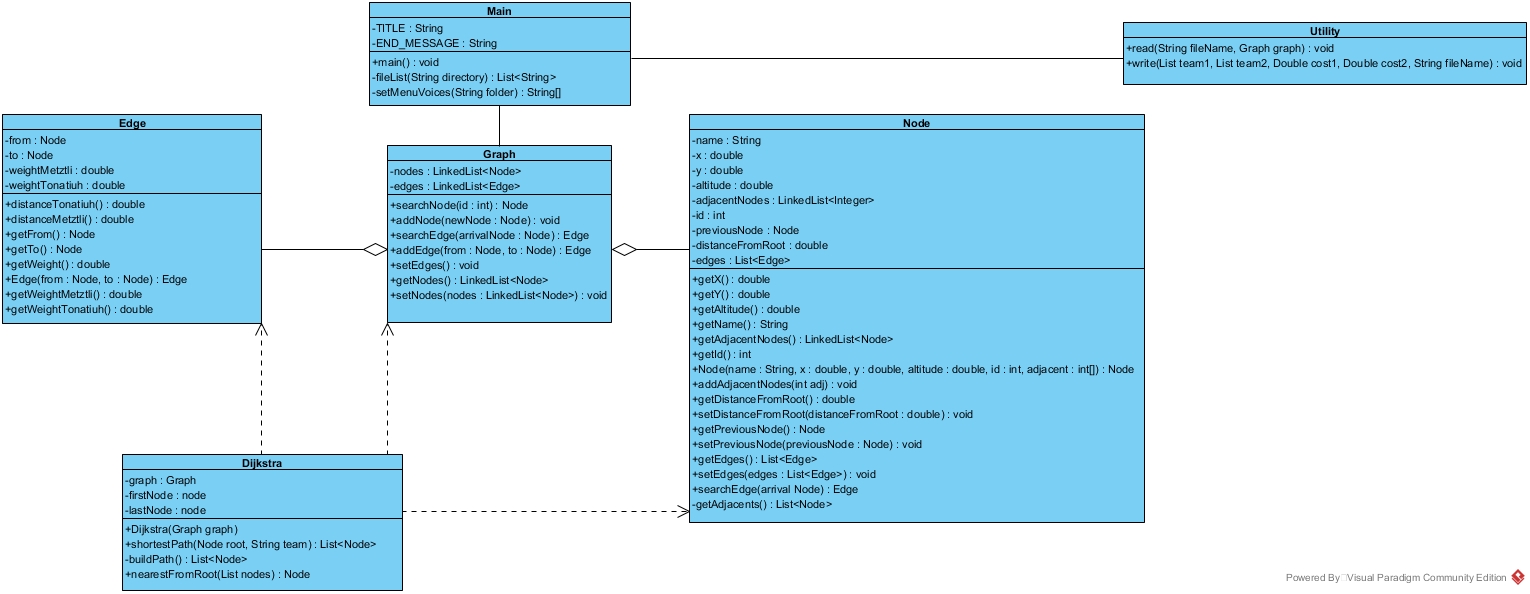 Main
-TITLE : String
-END_MESSAGE : String
+main() : void
-fileList(String directory) : List<String>
-setMenuVoices(String folder) : String[]
Utility
+read(String fileName, Graph graph) : void
+write(List team1, List team2, Double cost1, Double cost2, String fileName) : void
Edge
-from : Node
-to : Node
-weightMetztli : double
-weightTonatiuh : double
+distanceTonatiuh() : double
+distanceMetztli() : double
+getFrom() : Node
+getTo() : Node
+getWeight() : double
+Edge(from : Node, to : Node) : Edge
+getWeightMetztli() : double
+getWeightTonatiuh() : double
Graph
-nodes : LinkedList<Node>
-edges : LinkedList<Edge>
+searchNode(id : int) : Node
+addNode(newNode : Node) : void
+searchEdge(arrivalNode : Node) : Edge
+addEdge(from : Node, to : Node) : Edge
+setEdges() : void
+getNodes() : LinkedList<Node>
+setNodes(nodes : LinkedList<Node>) : void
Node
-name : String
-x : double
-y : double
-altitude : double
-adjacentNodes : LinkedList<Integer>
-id : int
-previousNode : Node
-distanceFromRoot : double
-edges : List<Edge>
+getX() : double
+getY() : double
+getAltitude() : double
+getName() : String
+getAdjacentNodes() : LinkedList<Node>
+getId() : int
+Node(name : String, x : double, y : double, altitude : double, id : int, adjacent : int[]) : Node
+addAdjacentNodes(int adj) : void
+getDistanceFromRoot() : double
+setDistanceFromRoot(distanceFromRoot : double) : void
+getPreviousNode() : Node
+setPreviousNode(previousNode : Node) : void
+getEdges() : List<Edge>
+setEdges(edges : List<Edge>) : void
+searchEdge(arrival Node) : Edge
-getAdjacents() : List<Node>
Dijkstra
-graph : Graph
-firstNode : node
-lastNode : node
+Dijkstra(Graph graph)
+shortestPath(Node root, String team) : List<Node>
-buildPath() : List<Node>
+nearestFromRoot(List nodes) : Node
Powered By Visual Paradigm Community Edition